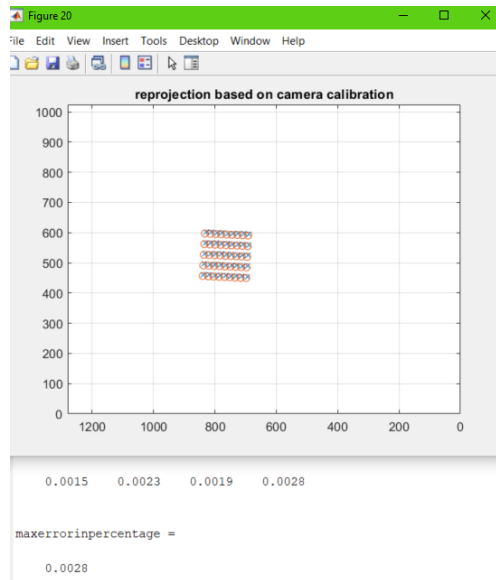 Figure 20
File Edit View Insert Tools Desktop Window Help
reprojection based on camera calibration
1000
900
800
700
600
500
400
300
200
100
0
1200 1000 800 600 400 200 0
0.0015 0.0023 0.0019 0.0028
maxerrorinpercentage =
0.0028